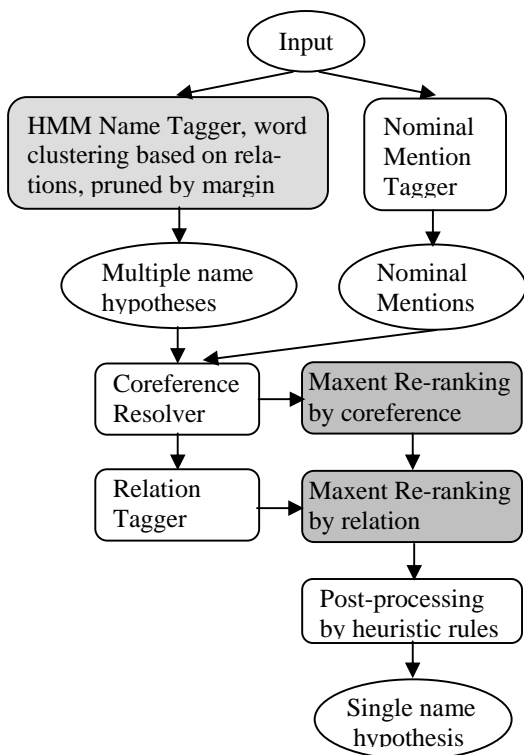 Input
HMM Name Tagger, word
clustering based on rela-
tions, pruned by margin
Nominal
Mention
Tagger
Multiple name
hypotheses
Nominal
Mentions
Coreference
Resolver
Maxent Re-ranking
by coreference
Relation
Tagger
Maxent Re-ranking
by relation
Post-processing
by heuristic rules
Single name
hypothesis